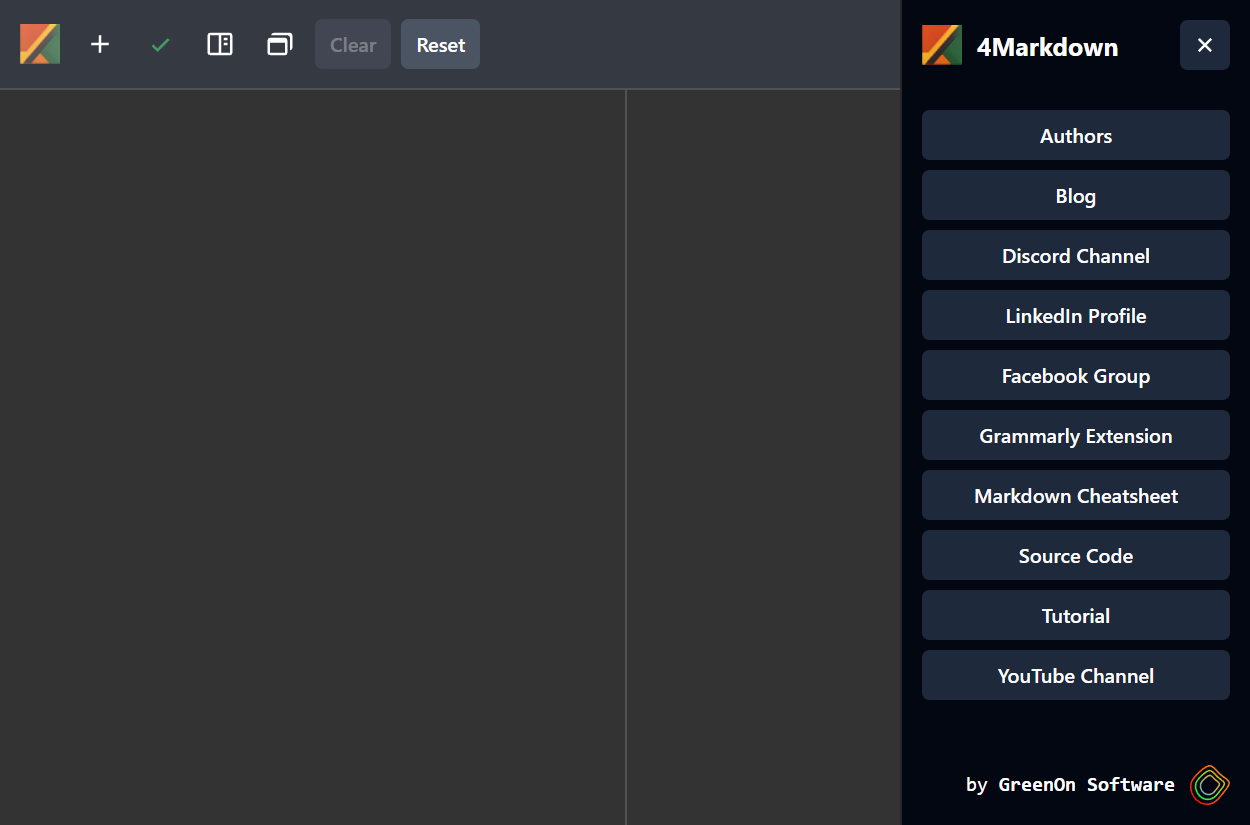 Clear
Reset
4Markdown
Authors
Blog
Discord Channel
LinkedIn Profile
Facebook Group
Grammarly Extension
Markdown Cheatsheet
Source Code
Tutorial
YouTube Channel
by GreenOn Software